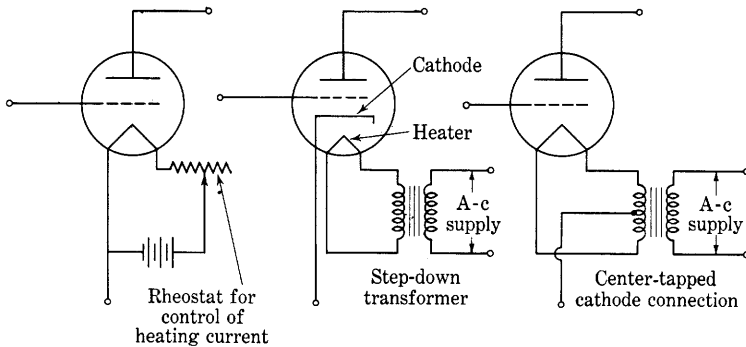 Cathode
Heater
A-c
supply
A-c
supply
Step-down
transformer
Center-tapped
cathode connection
Rheostat for
control of
heating current